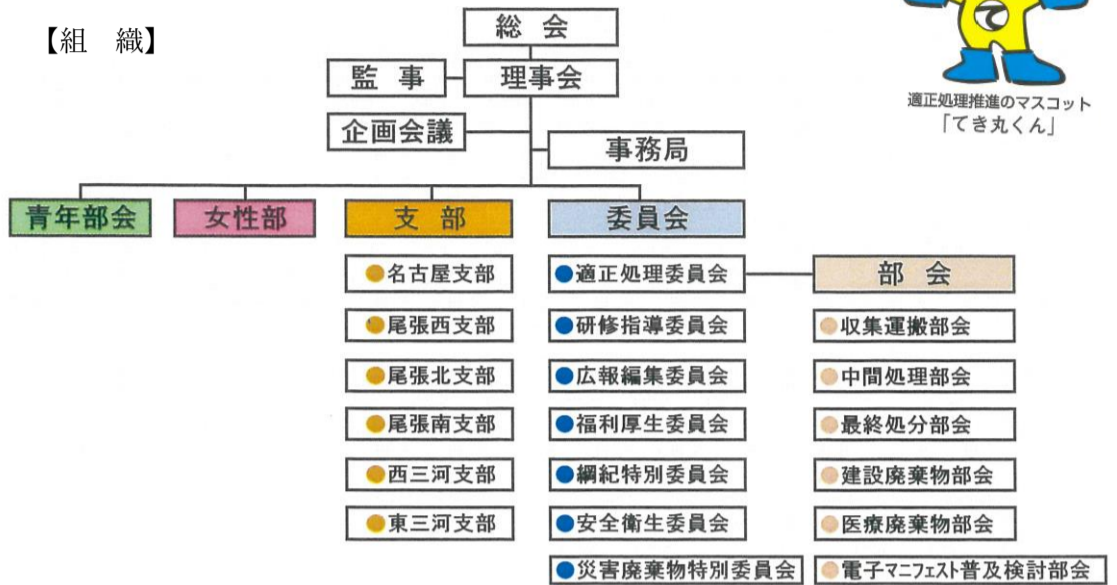 【組　織】
総　会
監　事
理事会
企画会議
事務局
適正処理推進のマスコット
「てき丸くん」
て
青年部会
女性部
支　部
委員会
●名古屋支部
●適正処理委員会
部　会
●尾張西支部
●研修指導委員会
●収集運搬部会
●尾張北支部
●広報編集委員会
●中間処理部会
●尾張南支部
●福利厚生委員会
●最終処分部会
●西三河支部
●綱紀特別委員会
●建設廃棄物部会
●東三河支部
●安全衛生委員会
●医療廃棄物部会
●災害廃棄物特別委員会
●電子マニフェスト普及検討部会